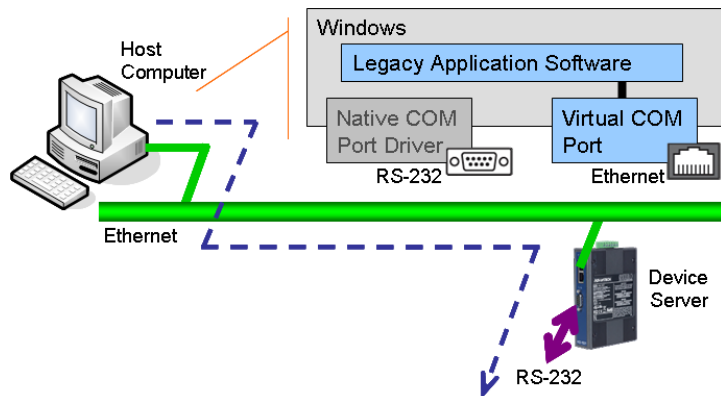 Host
Computer
Windows
Legacy Application Software
Native COM
Port Driver
Virtual COM
Port
RS-232
Ethernet
Ethernet
Device
Server
RS-232